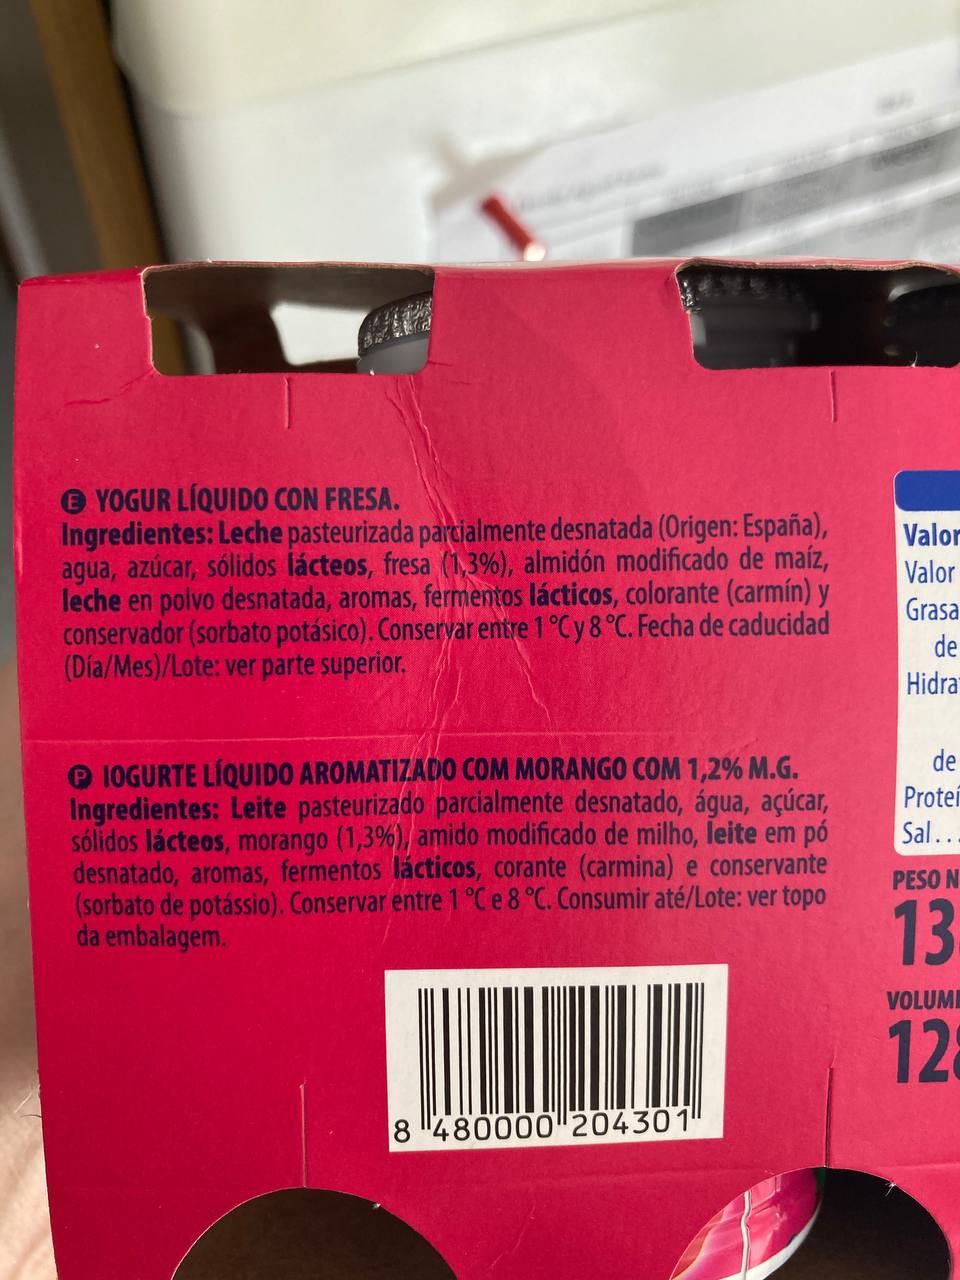 E YOGUR LÍQUIDO CON FRESA.
Ingredientes: Leche pasteurizada parcialmente desnatada (Origen: España),
agua, azúcar, sólidos lácteos, fresa (1,3%), almidón modificado de maíz,
leche en polvo desnatada, aromas, fermentos lácticos, colorante (carmín) y
conservador (sorbato potásico). Conservar entre 1 °C y 8 °C. Fecha de caducidad
(Día/Mes)/Lote: ver parte superior.
P IOGURTE LÍQUIDO AROMATIZADO COM MORANGO COM 1,2% M.G.
Ingredientes: Leite pasteurizado parcialmente desnatado, água, açúcar,
sólidos lácteos, morango (1,3%), amido modificado de milho, leite em pó
desnatado, aromas, fermentos lácticos, corante (carmina) e conservante
(sorbato de potássio). Conservar entre 1 °C e 8 °C. Consumir até/Lote: ver topo
da embalagem.
8 480000 204301
Valor
Valor
Grasa
de
Hidra
de
Proteí
Sal...
PESO N
13
VOLUM
128